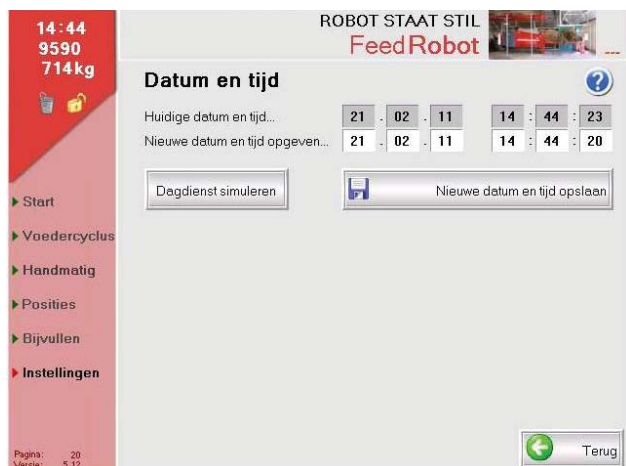 14:44
9590
714kg
ROBOT STAAT STIL
FeedRobot
---
Datum en tijd
?
Huidige datum en tijd... 21 . 02 . 11 14 : 44 : 23
Nieuwe datum en tijd opgeven... 21 . 02 . 11 14 : 44 : 20
Dagdienst simuleren
Nieuwe datum en tijd opslaan
Start
Voedercyclus
Handmatig
Posities
Bijvullen
Instellingen
Pagina: 20
Versie: 5.12
Terug